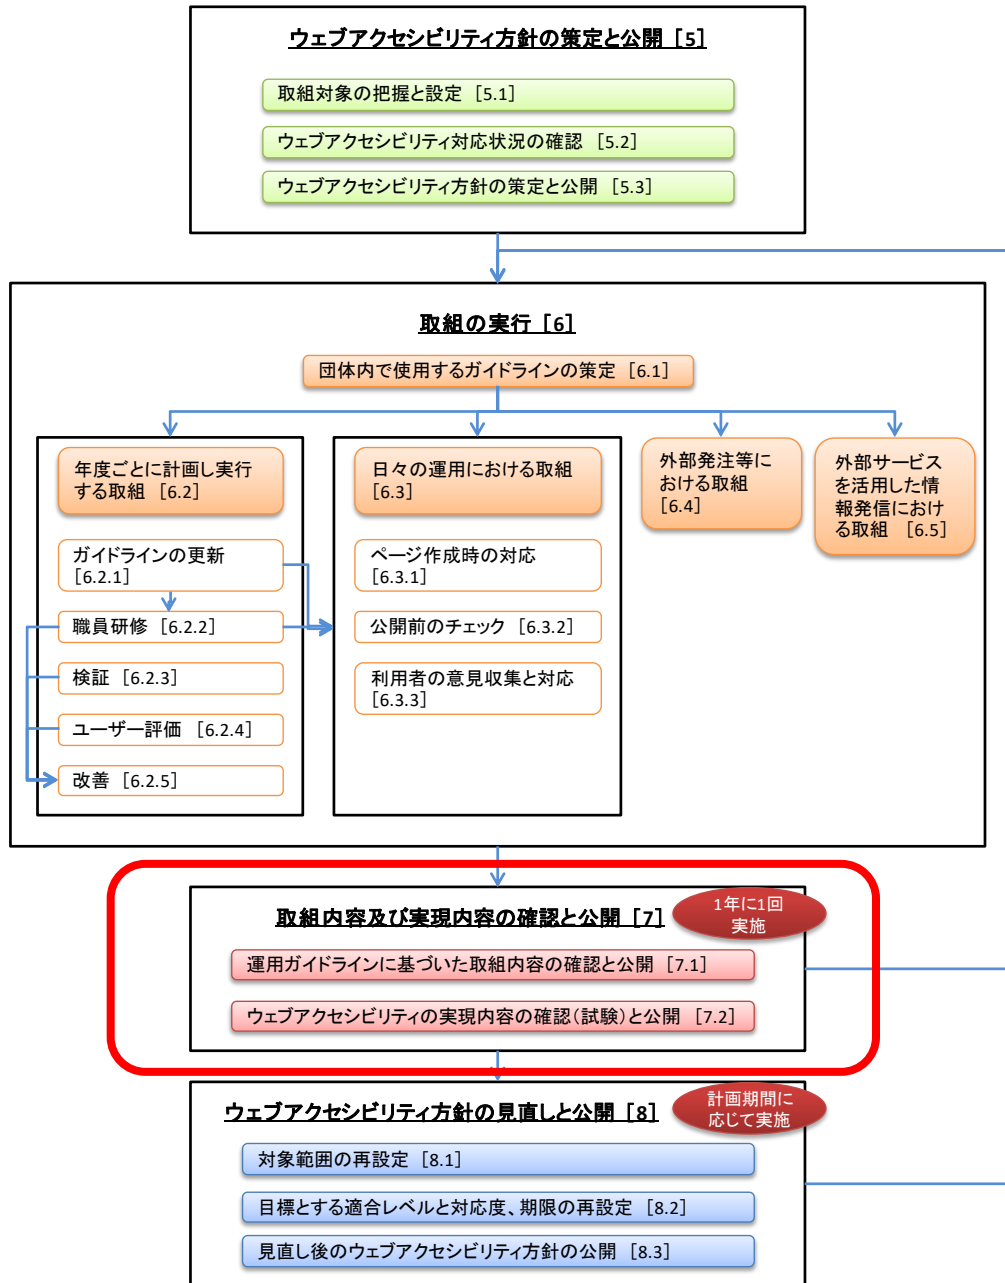 ウェブアクセシビリティ方針の策定と公開［5］
取組対象の把握と設定［5.1］
ウェブアクセシビリティ対応状況の確認［5.2］
ウェブアクセシビリティ方針の策定と公開［5.3］
取組の実行［6］
団体内で使用するガイドラインの策定［6.1］
年度ごとに計画し実行
する取組［6.2］
ガイドラインの更新
［6.2.1］
職員研修［6.2.2］
検証［6.2.3］
ユーザー評価［6.2.4］
改善［6.2.5］
日々の運用における取組
［6.3］
ページ作成時の対応
［6.3.1］
公開前のチェック［6.3.2］
利用者の意見収集と対応
［6.3.3］
外部発注等に
おける取組
［6.4］
外部サービス
を活用した情
報発信におけ
る取組［6.5］
取組内容及び実現内容の確認と公開［7］
1年に1回
実施
運用ガイドラインに基づいた取組内容の確認と公開［7.1］
ウェブアクセシビリティの実現内容の確認（試験）と公開［7.2］
ウェブアクセシビリティ方針の見直しと公開［8］
計画期間に
応じて実施
対象範囲の再設定［8.1］
目標とする適合レベルと対応度、期限の再設定［8.2］
見直し後のウェブアクセシビリティ方針の公開［8.3］